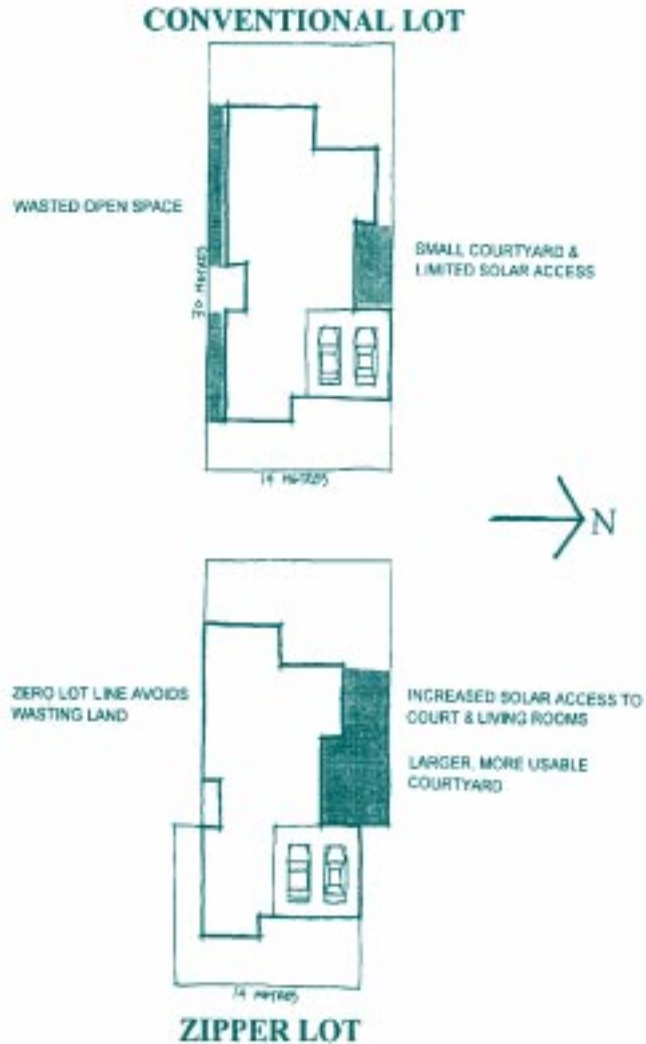 CONVENTIONAL LOT
WASTED OPEN SPACE
30 METRES
SMALL COURTYARD &
LIMITED SOLAR ACCESS
14 METRES
N
ZERO LOT LINE AVOIDS
WASTING LAND
INCREASED SOLAR ACCESS TO
COURT & LIVING ROOMS
LARGER, MORE USABLE
COURTYARD
14 METRES
ZIPPER LOT